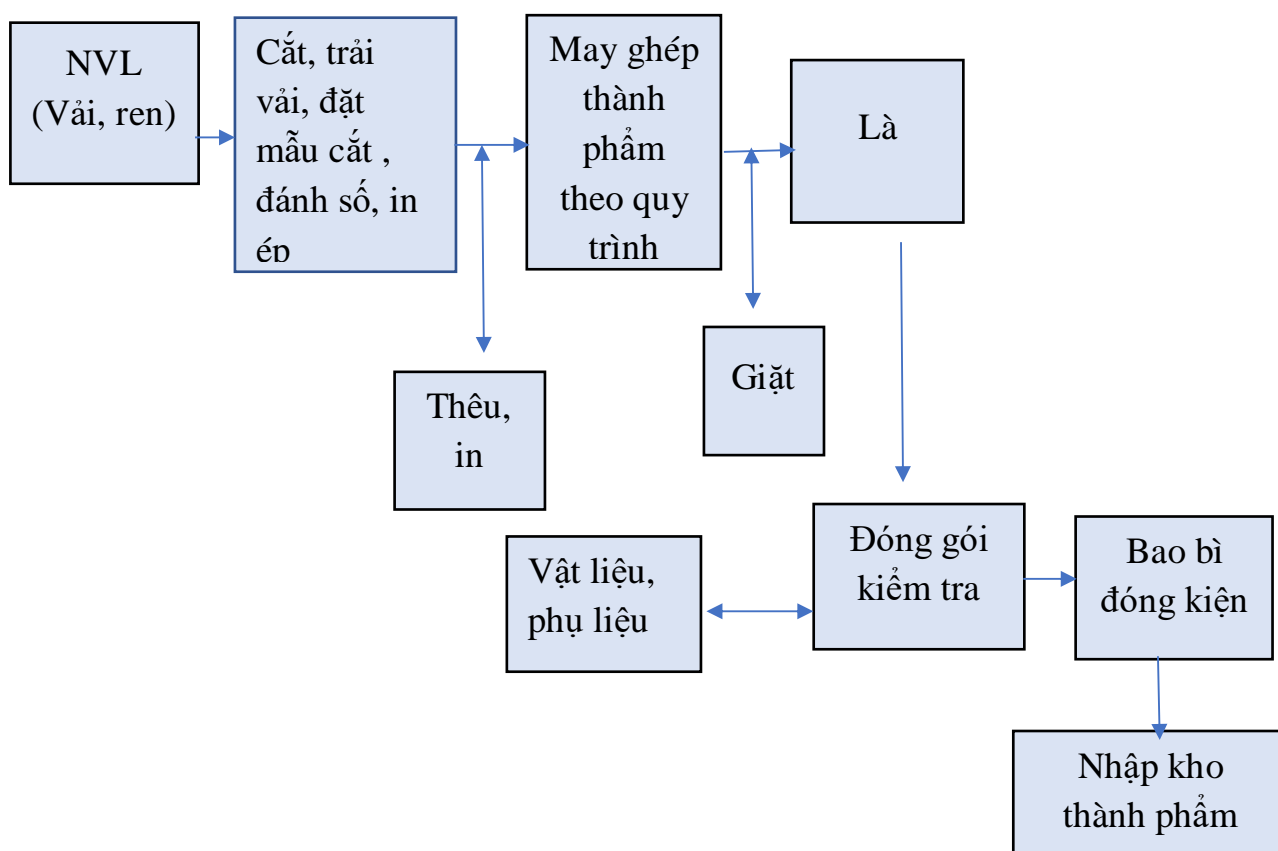 NVL
(Vải, ren)
Cắt, trải
vải, đặt
mẫu cắt ,
đánh số, in
ép
May ghép
thành
phẩm
theo quy
trình
Là
Thêu,
in
Giặt
Vật liệu,
phụ liệu
Đóng gói
kiểm tra
Bao bì
đóng kiện
Nhập kho
thành phẩm